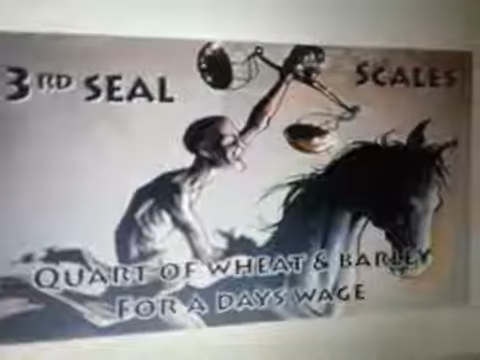 3RD SEAL
SCALES
QUART OF WHEAT & BARLEY
FOR A DAYS WAGE